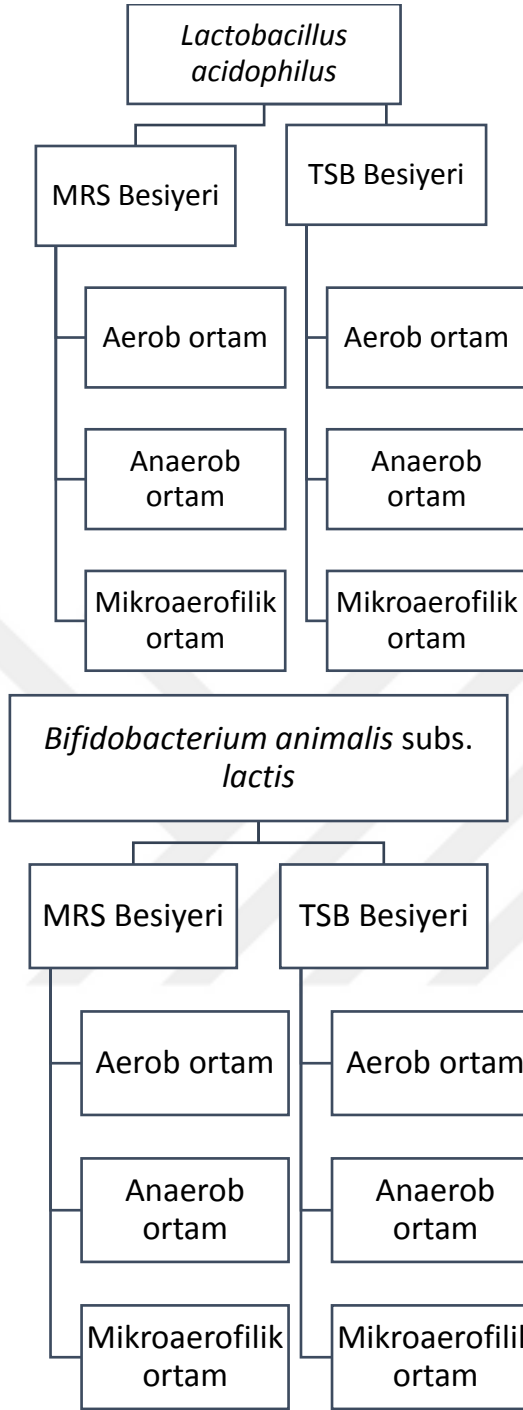 Lactobacillus
acidophilus
MRS Besiyeri
TSB Besiyeri
Aerob ortam
Aerob ortam
Anaerob
ortam
Anaerob
ortam
Mikroaerofilik
ortam
Mikroaerofilik
ortam
Bifidobacterium animalis subs.
lactis
MRS Besiyeri
TSB Besiyeri
Aerob ortam
Aerob ortam
Anaerob
ortam
Anaerob
ortam
Mikroaerofilik
ortam
Mikroaerofilik
ortam